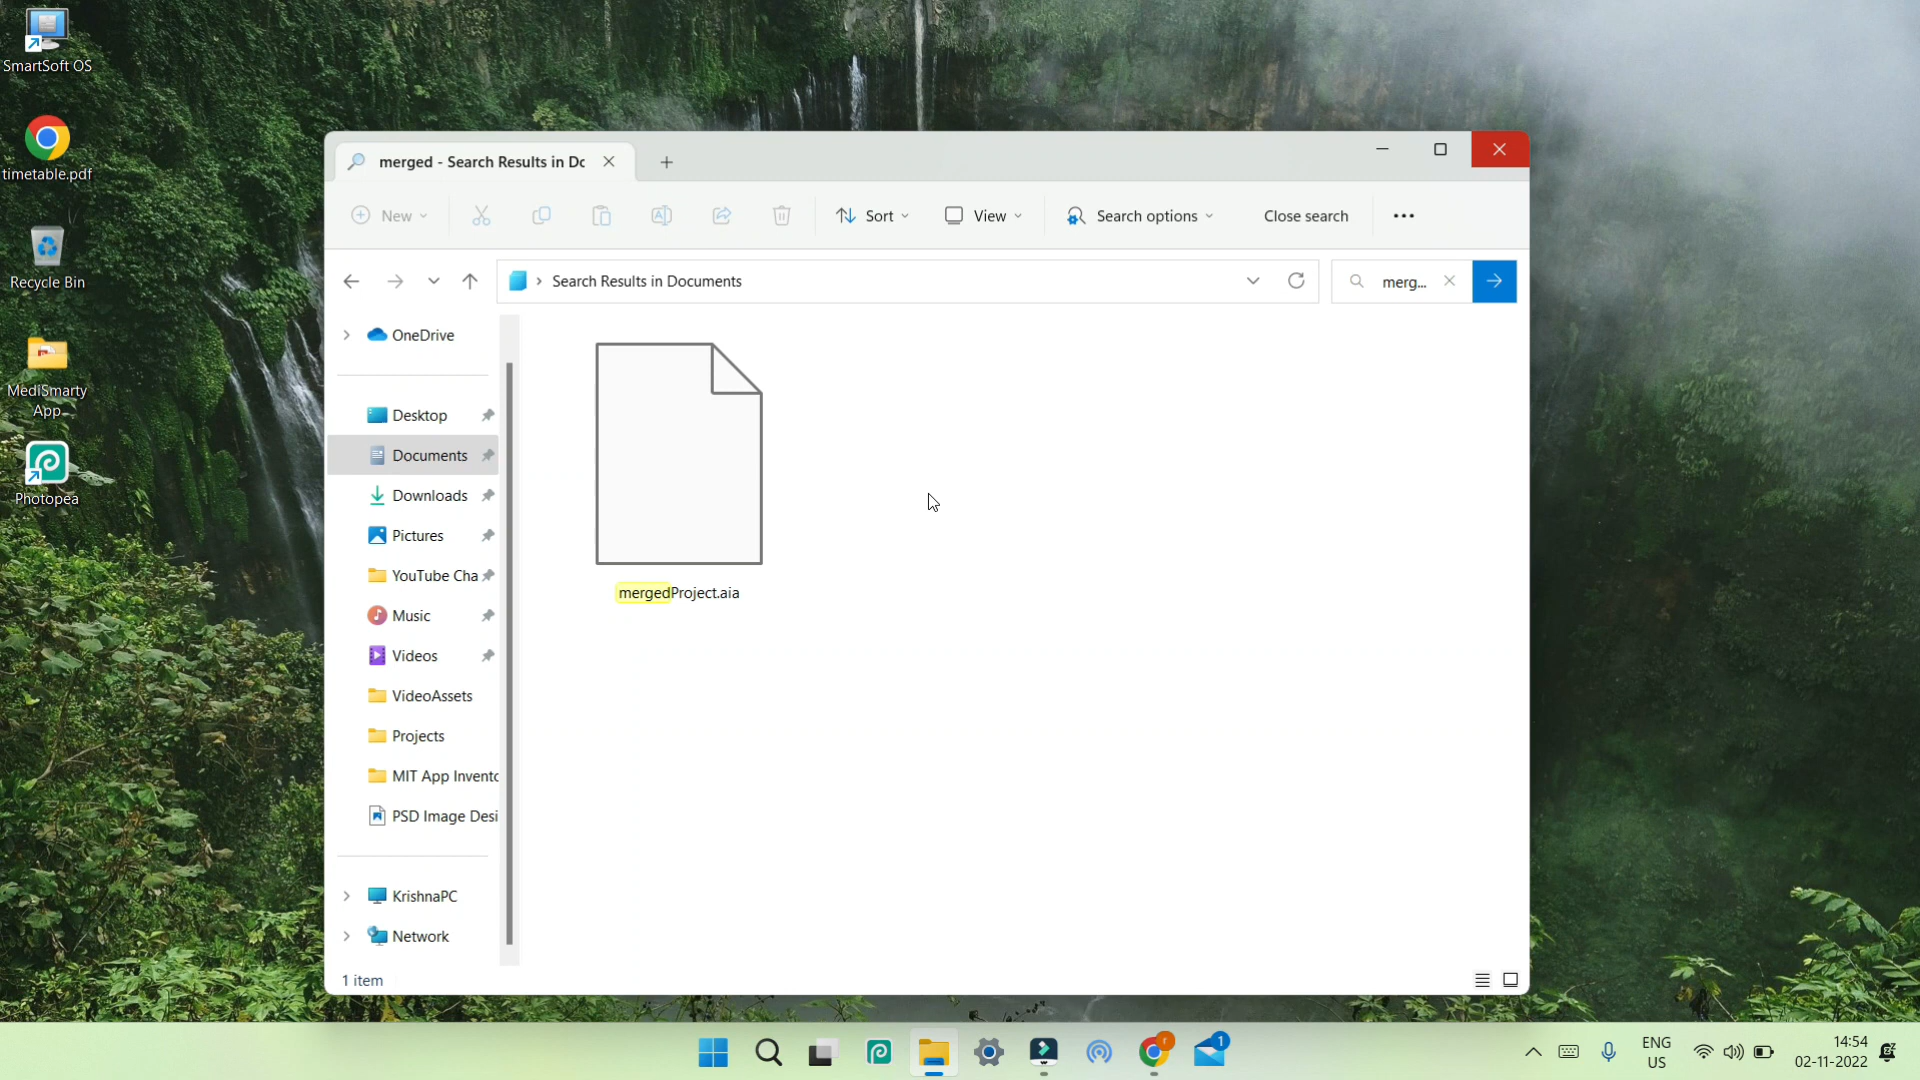 SmartSoft OS
timetable.pdf
Recycle Bin
MediSmarty
App
Photopea
merged - Search Results in Dc
New
Sort
View
Search options
Close search
Search Results in Documents
merg...
OneDrive
Desktop
Documents
Downloads
Pictures
YouTube Cha
Music
Videos
VideoAssets
Projects
MIT App Invento
PSD Image Desi
KrishnaPC
Network
mergedProject.aia
1 item
r
1
ENG
US
14:54
02-11-2022